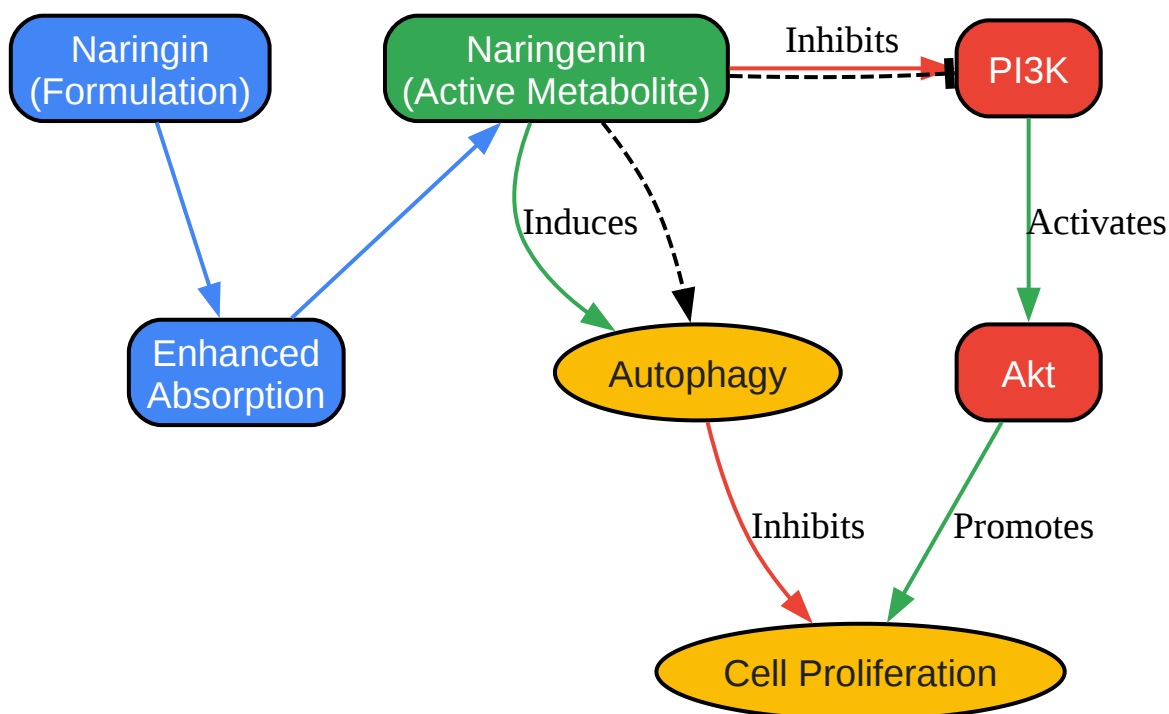 Naringin
(Formulation)
Naringenin
(Active Metabolite)
Inhibits
PI3K
Induces
Activates
Enhanced
Absorption
Autophagy
Akt
Inhibits
Promotes
Cell Proliferation